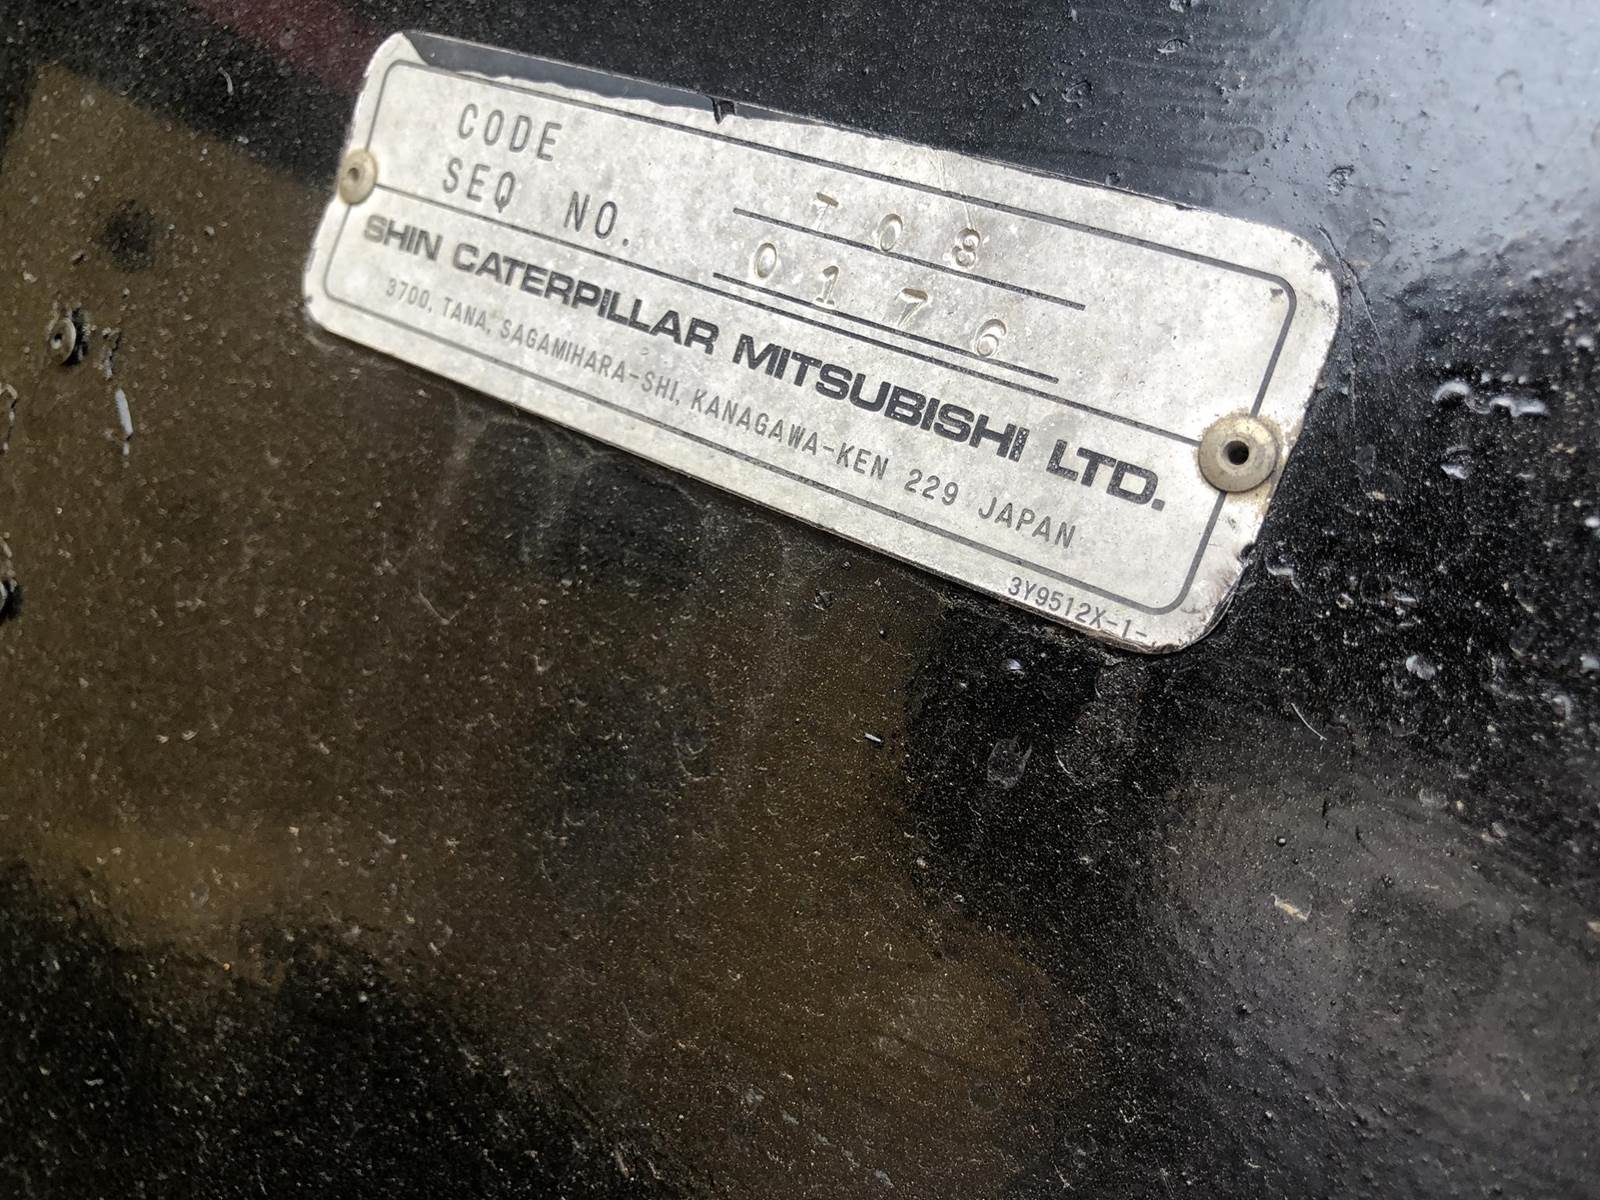 CODE 708
SEQ NO. 0176
SHIN CATERPILLAR MITSUBISHI LTD.
3700, TANA, SAGAMIHARA-SHI, KANAGAWA-KEN 229 JAPAN
3Y9512X-1-